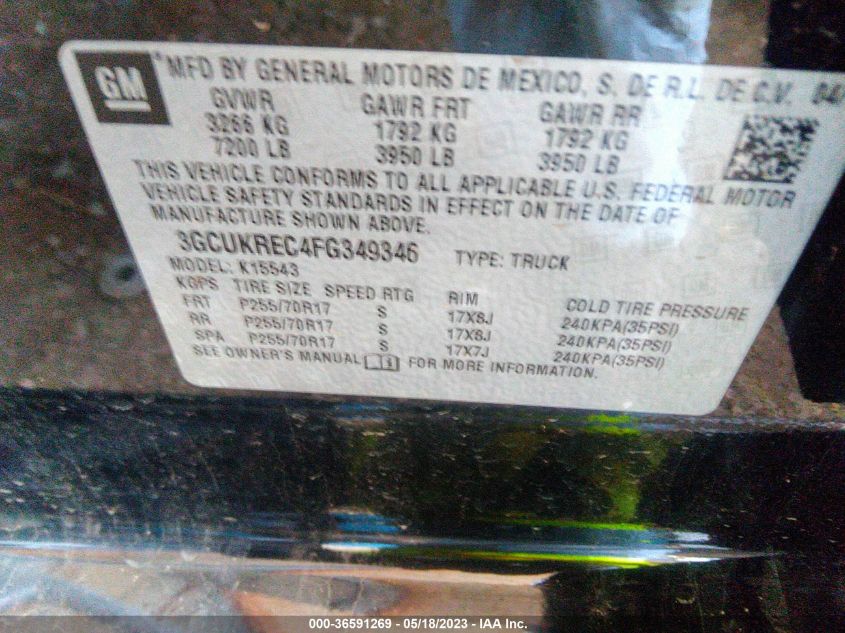 GM
MFD BY GENERAL MOTORS DE MEXICO, S. DE R.L. DE C.V. 04/
GVWR GAWR FRT GAWR RR
3266 KG 1792 KG 1792 KG
7200 LB 3950 LB 3950 LB
THIS VEHICLE CONFORMS TO ALL APPLICABLE U.S. FEDERAL MOTOR
VEHICLE SAFETY STANDARDS IN EFFECT ON THE DATE OF
MANUFACTURE SHOWN ABOVE.
3GCUKREC4FG349346 TYPE: TRUCK
MODEL: K15543
KGPS TIRE SIZE SPEED RTG RIM COLD TIRE PRESSURE
FRT P255/70R17 S 17X8J 240KPA(35PSI)
RR P255/70R17 S 17X8J 240KPA(35PSI)
SPA P255/70R17 S 17X7J 240KPA(35PSI)
SEE OWNER'S MANUAL FOR MORE INFORMATION.
000-36591269 - 05/18/2023 - IAA Inc.